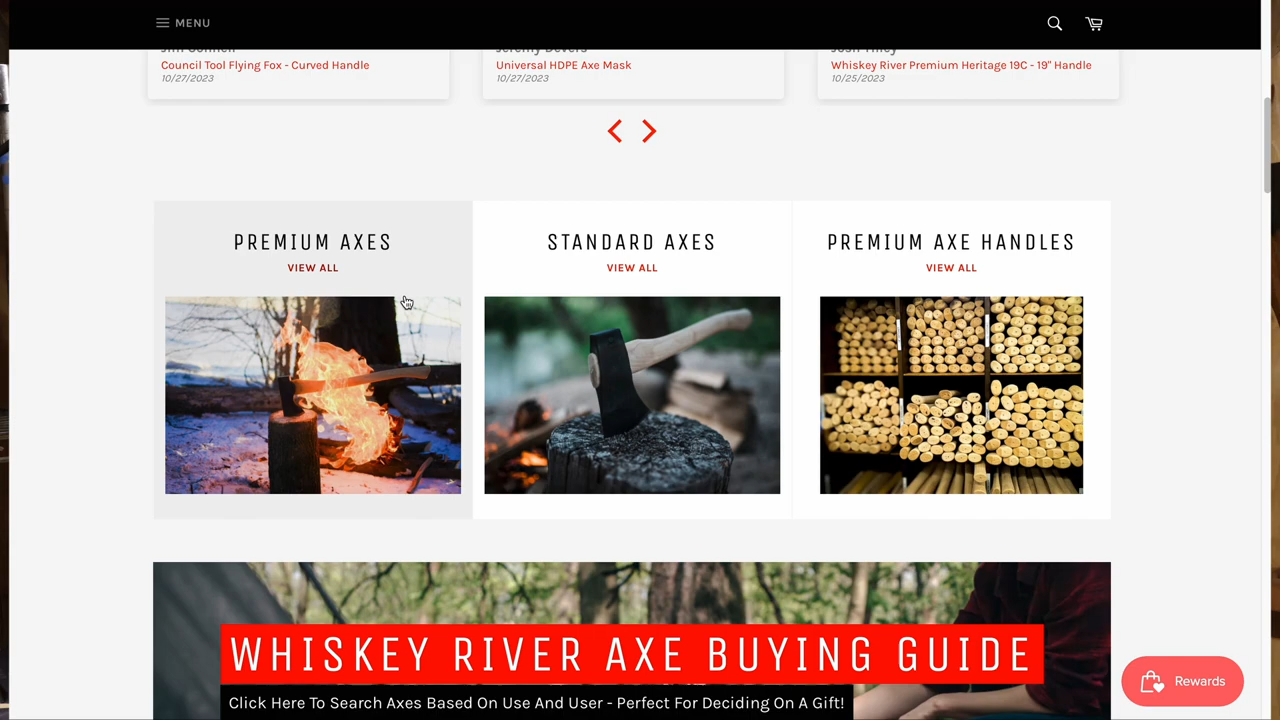 MENU
Council Tool Flying Fox - Curved Handle
10/27/2023
Universal HDPE Axe Mask
10/27/2023
Whiskey River Premium Heritage 19C - 19" Handle
10/25/2023
PREMIUM AXES
VIEW ALL
STANDARD AXES
VIEW ALL
PREMIUM AXE HANDLES
VIEW ALL
WHISKEY RIVER AXE BUYING GUIDE
Click Here To Search Axes Based On Use And User - Perfect For Deciding On A Gift!
Rewards